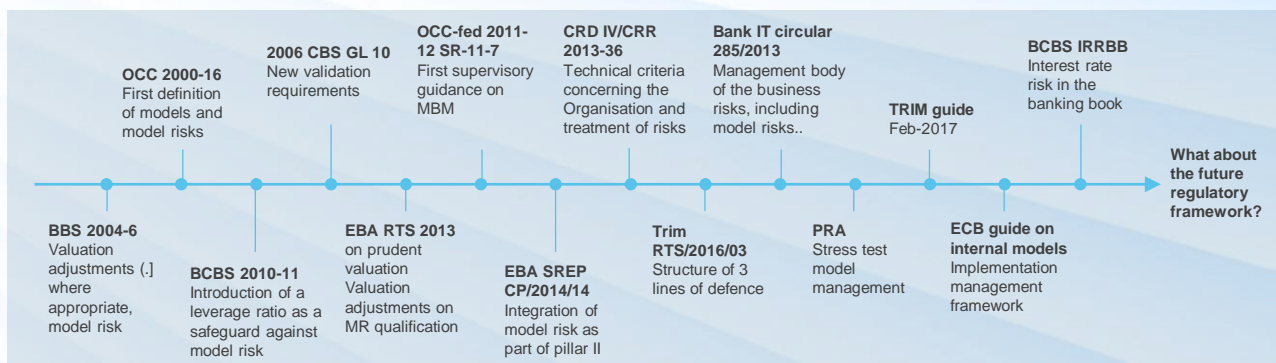 OCC 2000-16
First definition
of models and
model risks
2006 CBS GL 10
New validation
requirements
OCC-fed 2011-
12 SR-11-7
First supervisory
guidance on
MBM
CRD IV/CRR
2013-36
Technical criteria
concerning the
Organisation and
treatment of risks
Bank IT circular
285/2013
Management body
of the business
risks, including
model risks..
TRIM guide
Feb-2017
BCBS IRRBB
Interest rate
risk in the
banking book
What about
the future
regulatory
framework?
BBS 2004-6
Valuation
adjustments (.]
where
appropriate,
model risk
BCBS 2010-11
Introduction of a
leverage ratio as a
safeguard against
model risk
EBA RTS 2013
on prudent
valuation
Valuation
adjustments on
MR qualification
EBA SREP
CP/2014/14
Integration of
model risk as
part of pillar II
Trim
RTS/2016/03
Structure of 3
lines of defence
PRA
Stress test
model
management
ECB guide on
internal models
Implementation
management
framework